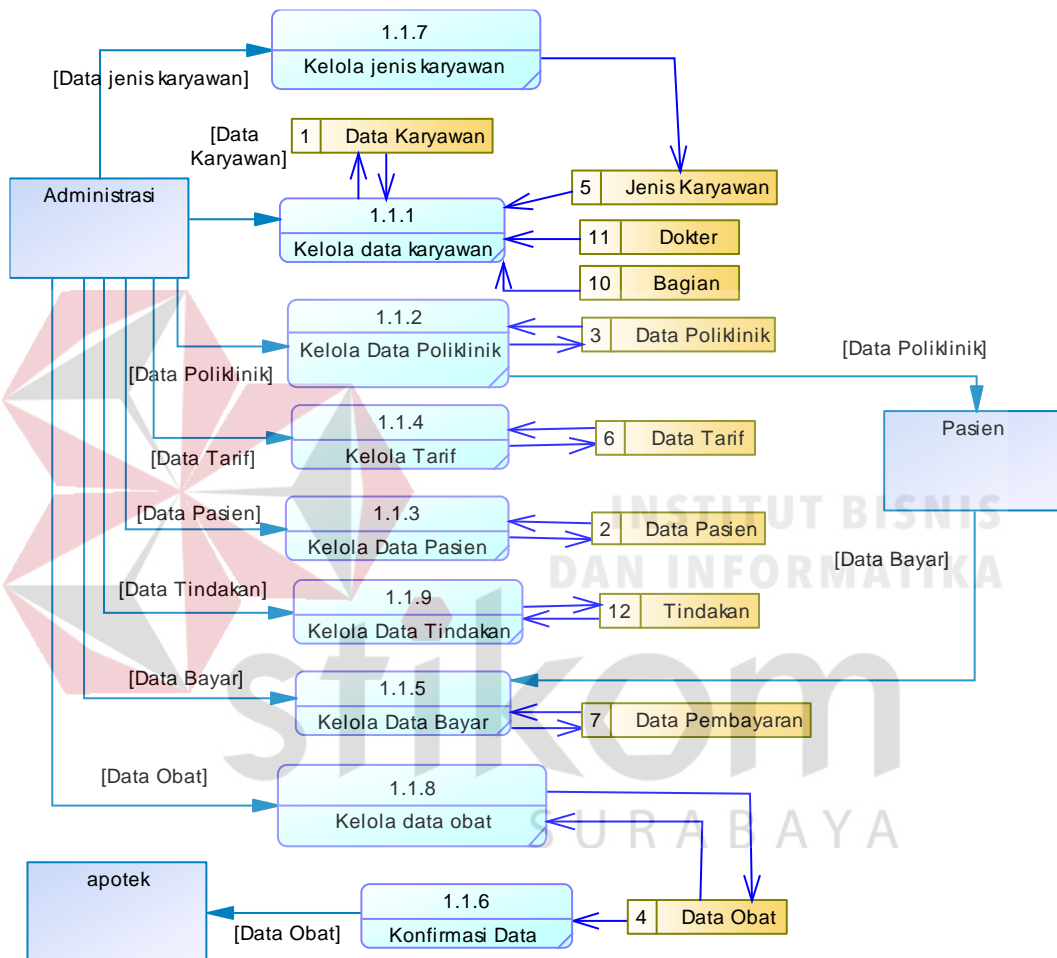 1.1.7
Kelola jenis karyawan
[Data jenis karyawan]
[Data
Karyawan]
1 Data Karyawan
Administrasi
5 Jenis Karyawan
1.1.1
Kelola data karyawan
11 Dokter
10 Bagian
1.1.2
Kelola Data Poliklinik
3 Data Poliklinik
[Data Poliklinik]
[Data Poliklinik]
1.1.4
Kelola Tarif
6 Data Tarif
[Data Tarif]
Pasien
[Data Pasien]
1.1.3
Kelola Data Pasien
2 Data Pasien
INSTITUT BISNIS
DAN INFORMATIKA
[Data Bayar]
[Data Tindakan]
1.1.9
Kelola Data Tindakan
12 Tindakan
stikom
[Data Bayar]
1.1.5
Kelola Data Bayar
7 Data Pembayaran
[Data Obat]
1.1.8
Kelola data obat
SURABAYA
apotek
1.1.6
Konfirmasi Data
4 Data Obat
[Data Obat]